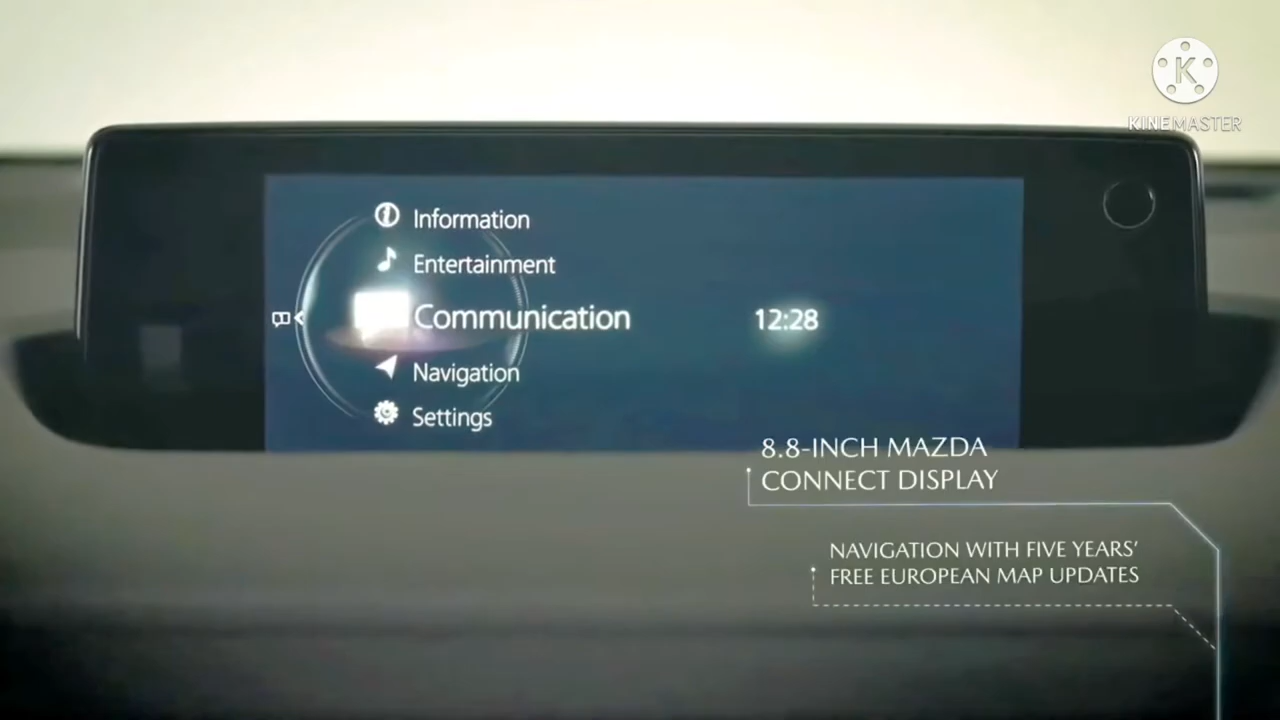 K
KINEMASTER
Information
Entertainment
Communication
12:28
Navigation
Settings
8.8-INCH MAZDA
CONNECT DISPLAY
NAVIGATION WITH FIVE YEARS'
FREE EUROPEAN MAP UPDATES